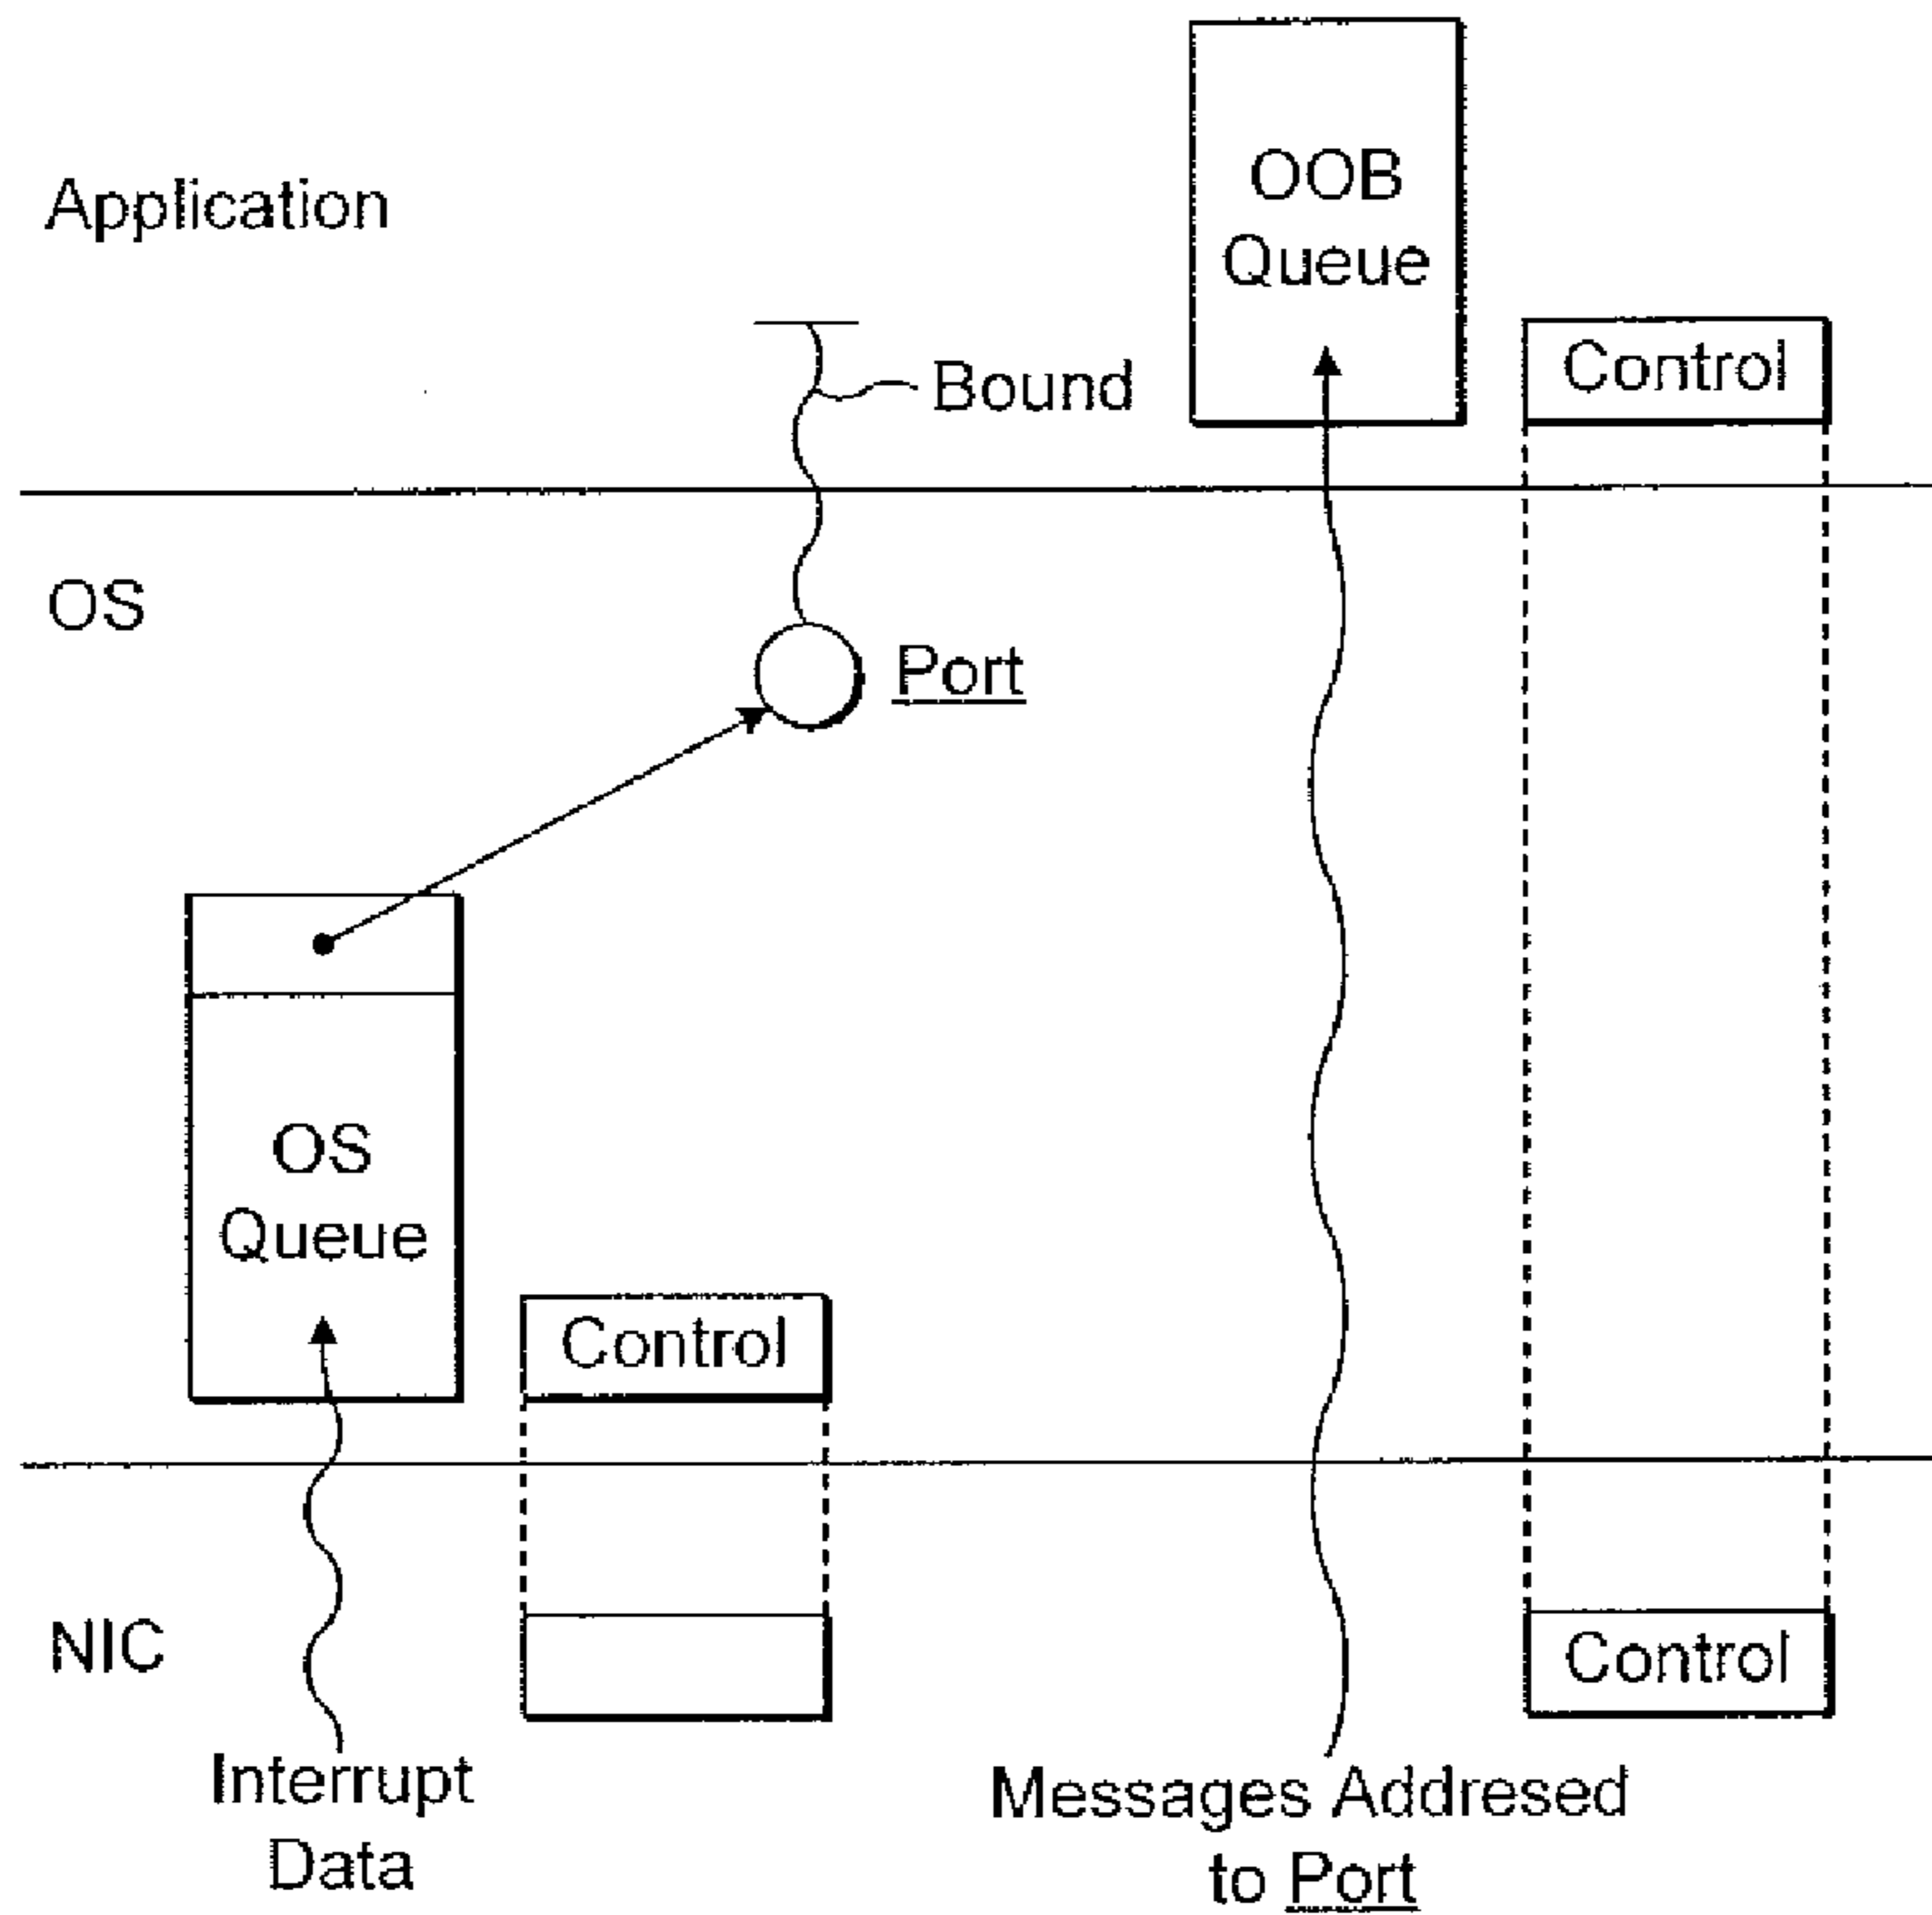 OOB
Queue
Application
Control
Bound
OS
Port
OS
Queue
Control
NIC
Control
Interrupt
Data
Messages Addresed
to Port